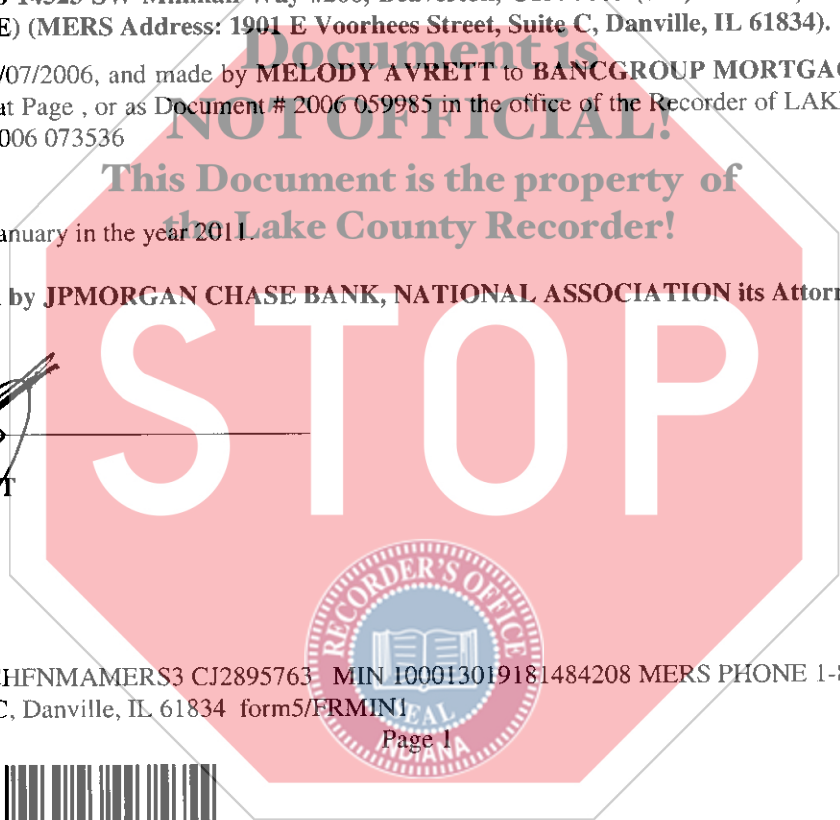 E) (MERS Address: 1901 E Voorhees Street, Suite C, Danville, IL 61834).
Document is
/07/2006, and made by MELODY AVRETT to BANCGROUP MORTGAG
at Page , or as Document # 2006 059985 in the office of the Recorder of LAK
NOT OFFICIAL!
006 073536
This Document is the property of
the Lake County Recorder!
anuary in the year 2011.
by JPMORGAN CHASE BANK, NATIONAL ASSOCIATION its Attorn
STOP
T
RECORDER'S OFFICE
HFNMAMERS3 CJ2895763 MIN 100013019181484208 MERS PHONE 1-8
C, Danville, IL 61834 form5/FRMIN1
SEAL
Page 1
INDIANA